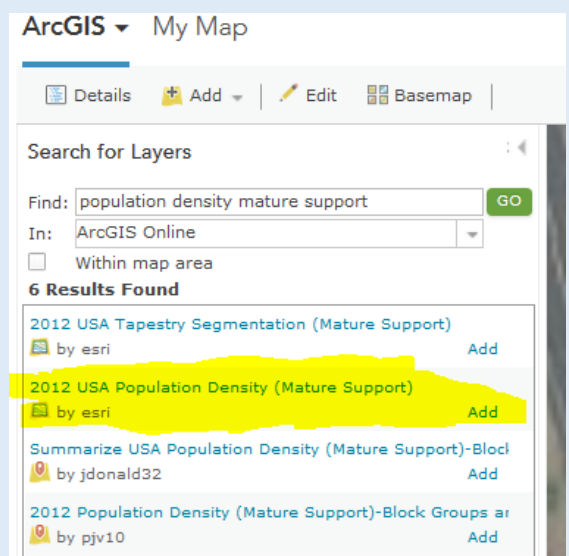 ArcGIS My Map
Details Add Edit Basemap
Search for Layers
Find: population density mature support GO
In: ArcGIS Online
Within map area
6 Results Found
2012 USA Tapestry Segmentation (Mature Support)
by esri Add
2012 USA Population Density (Mature Support)
by esri Add
Summarize USA Population Density (Mature Support)-Block
by jdonald32 Add
2012 Population Density (Mature Support)-Block Groups ar
by pjv10 Add